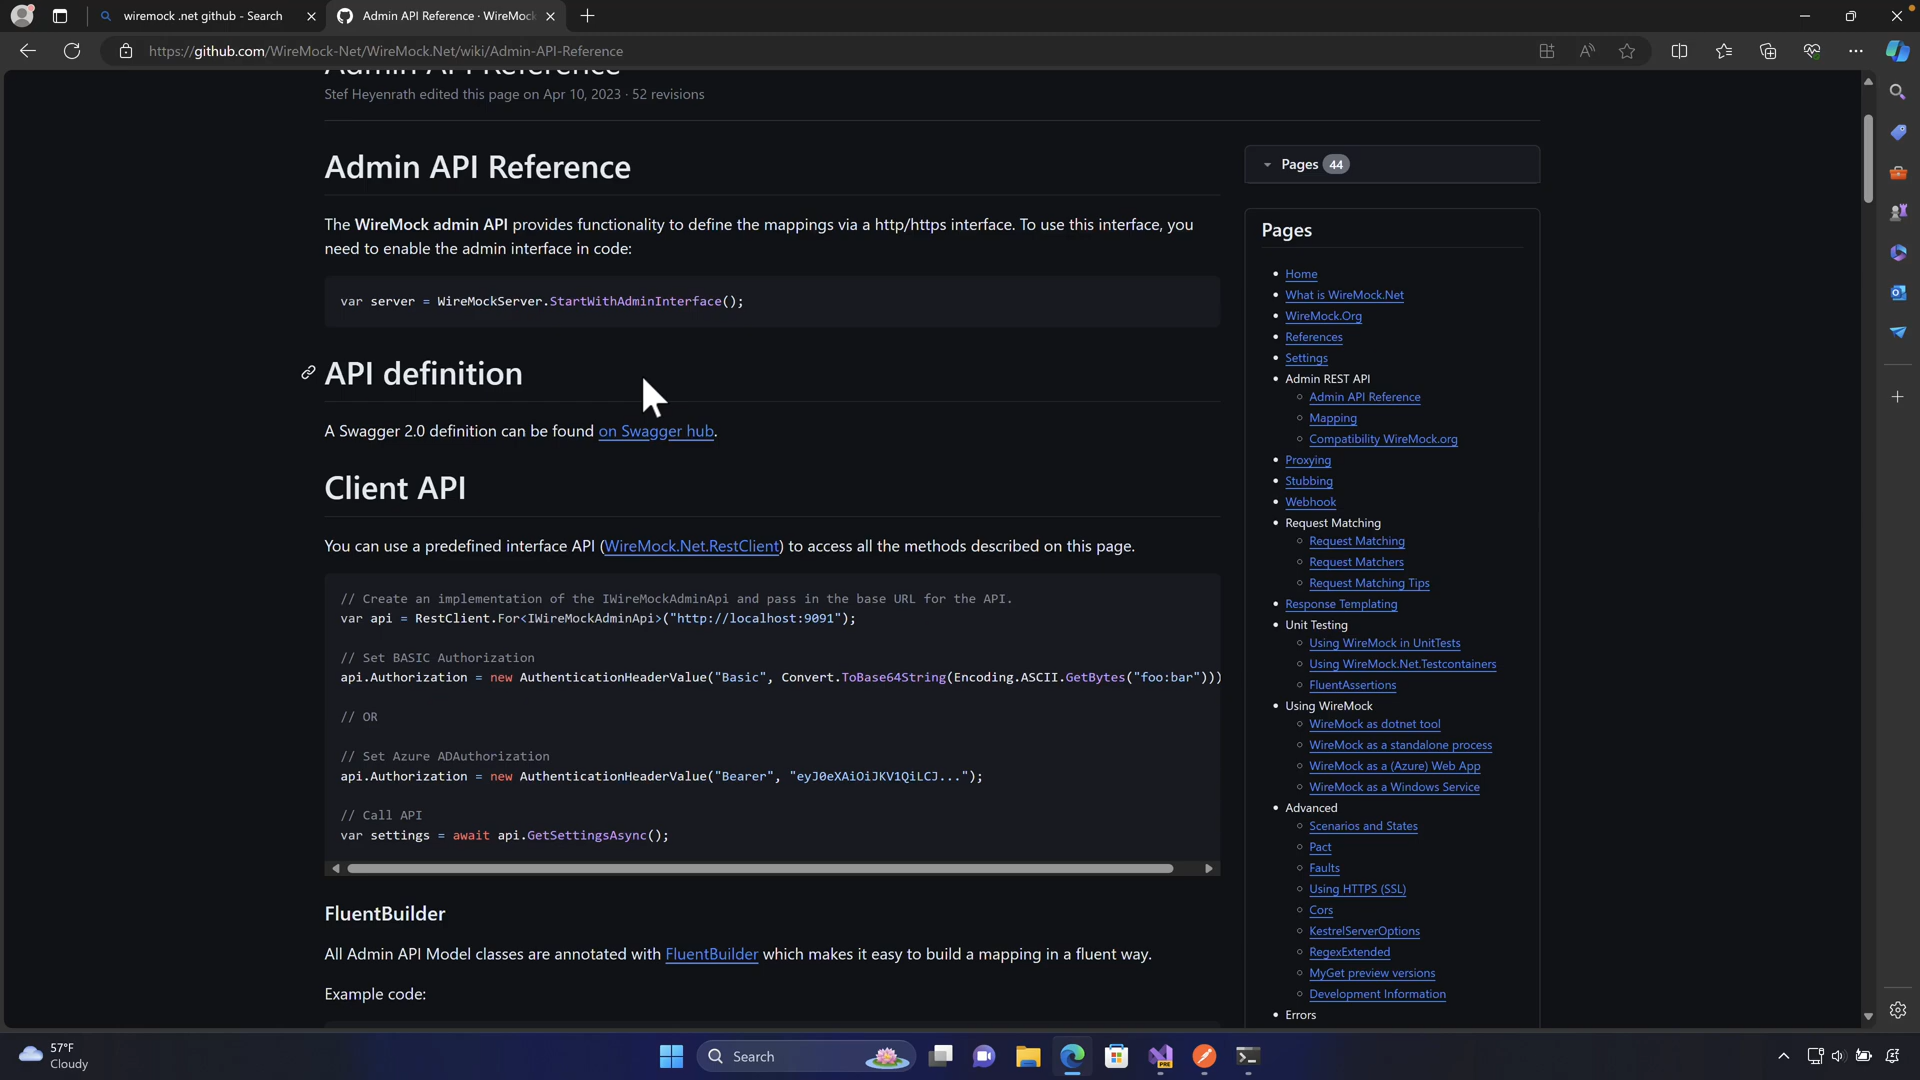 wiremock .net github - Search
Admin API Reference · WireMock
https://github.com/WireMock-Net/WireMock.Net/wiki/Admin-API-Reference
Admin API Reference
Stef Heyenrath edited this page on Apr 10, 2023 · 52 revisions
Admin API Reference
The WireMock admin API provides functionality to define the mappings via a http/https interface. To use this interface, you
need to enable the admin interface in code:
var server = WireMockServer.StartWithAdminInterface();
API definition
A Swagger 2.0 definition can be found on Swagger hub.
Client API
You can use a predefined interface API (WireMock.Net.RestClient) to access all the methods described on this page.
// Create an implementation of the IWireMockAdminApi and pass in the base URL for the API.
var api = RestClient.For<IWireMockAdminApi>("http://localhost:9091");
// Set BASIC Authorization
api.Authorization = new AuthenticationHeaderValue("Basic", Convert.ToBase64String(Encoding.ASCII.GetBytes("foo:bar")))
// OR
// Set Azure ADAuthorization
api.Authorization = new AuthenticationHeaderValue("Bearer", "eyJ0eXAiOiJKV1QiLCJ...");
// Call API
var settings = await api.GetSettingsAsync();
FluentBuilder
All Admin API Model classes are annotated with FluentBuilder which makes it easy to build a mapping in a fluent way.
Example code:
Pages 44
Pages
Home
What is WireMock.Net
WireMock.Org
References
Settings
Admin REST API
Admin API Reference
Mapping
Compatibility WireMock.org
Proxying
Stubbing
Webhook
Request Matching
Request Matching
Request Matchers
Request Matching Tips
Response Templating
Unit Testing
Using WireMock in UnitTests
Using WireMock.Net.Testcontainers
FluentAssertions
Using WireMock
WireMock as dotnet tool
WireMock as a standalone process
WireMock as a (Azure) Web App
WireMock as a Windows Service
Advanced
Scenarios and States
Pact
Faults
Using HTTPS (SSL)
Cors
KestrelServerOptions
RegexExtended
MyGet preview versions
Development Information
Errors
57°F
Cloudy
Search
PRE